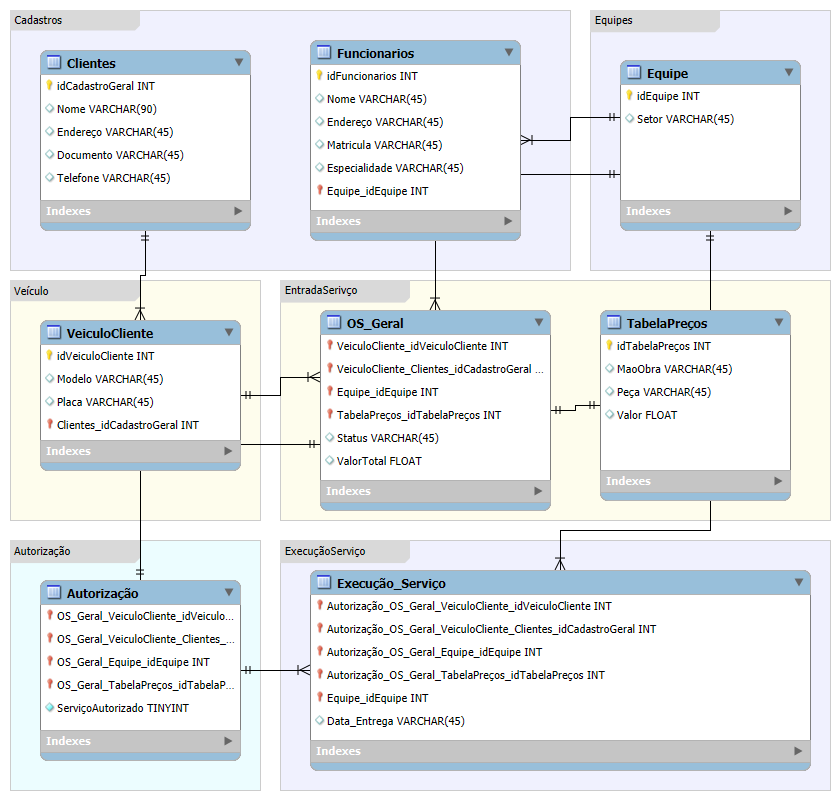 Cadastros
Clientes
idCadastroGeral INT
Nome VARCHAR(90)
Endereço VARCHAR(45)
Documento VARCHAR(45)
Telefone VARCHAR(45)
Indexes
Funcionarios
idFuncionarios INT
Nome VARCHAR(45)
Endereço VARCHAR(45)
Matricula VARCHAR(45)
Especialidade VARCHAR(45)
Equipe_idEquipe INT
Indexes
Equipes
Equipe
idEquipe INT
Setor VARCHAR(45)
Indexes
Veículo
VeiculoCliente
idVeiculoCliente INT
Modelo VARCHAR(45)
Placa VARCHAR(45)
Clientes_idCadastroGeral INT
Indexes
EntradaSerivço
OS_Geral
VeiculoCliente_idVeiculoCliente INT
VeiculoCliente_Clientes_idCadastroGeral ...
Equipe_idEquipe INT
TabelaPreços_idTabelaPreços INT
Status VARCHAR(45)
ValorTotal FLOAT
Indexes
TabelaPreços
idTabelaPreços INT
MaoObra VARCHAR(45)
Peça VARCHAR(45)
Valor FLOAT
Indexes
Autorização
Autorização
OS_Geral_VeiculoCliente_idVeiculo...
OS_Geral_VeiculoCliente_Clientes_...
OS_Geral_Equipe_idEquipe INT
OS_Geral_TabelaPreços_idTabelaP...
ServiçoAutorizado TINYINT
Indexes
ExecuçãoServiço
Execução_Serviço
Autorização_OS_Geral_VeiculoCliente_idVeiculoCliente INT
Autorização_OS_Geral_VeiculoCliente_Clientes_idCadastroGeral INT
Autorização_OS_Geral_Equipe_idEquipe INT
Autorização_OS_Geral_TabelaPreços_idTabelaPreços INT
Equipe_idEquipe INT
Data_Entrega VARCHAR(45)
Indexes